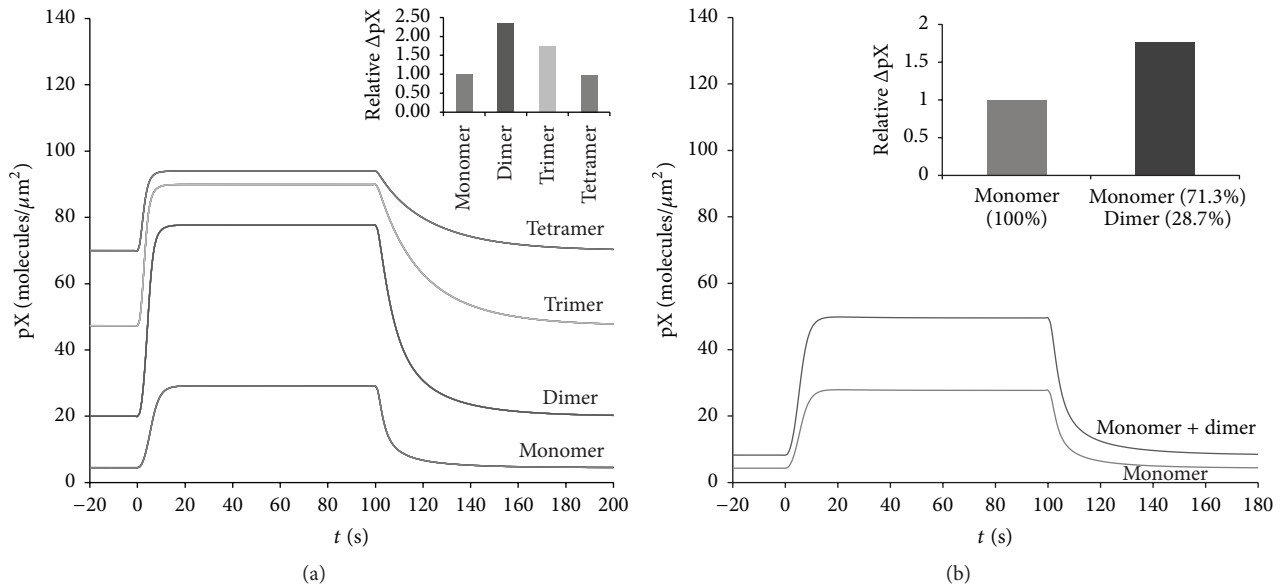 140
120
100
80
60
40
20
0
pX (molecules/μm²)
−20 0 20 40 60 80 100 120 140 160 180 200
t (s)
Tetramer
Trimer
Dimer
Monomer
2.50
2.00
1.50
1.00
0.50
0.00
Relative ΔpX
Monomer
Dimer
Trimer
Tetramer
(a)
140
120
100
80
60
40
20
0
pX (molecules/μm²)
−20 0 20 40 60 80 100 120 140 160 180
t (s)
Monomer + dimer
Monomer
2
1.5
1
0.5
0
Relative ΔpX
Monomer
(100%)
Monomer (71.3%)
Dimer (28.7%)
(b)